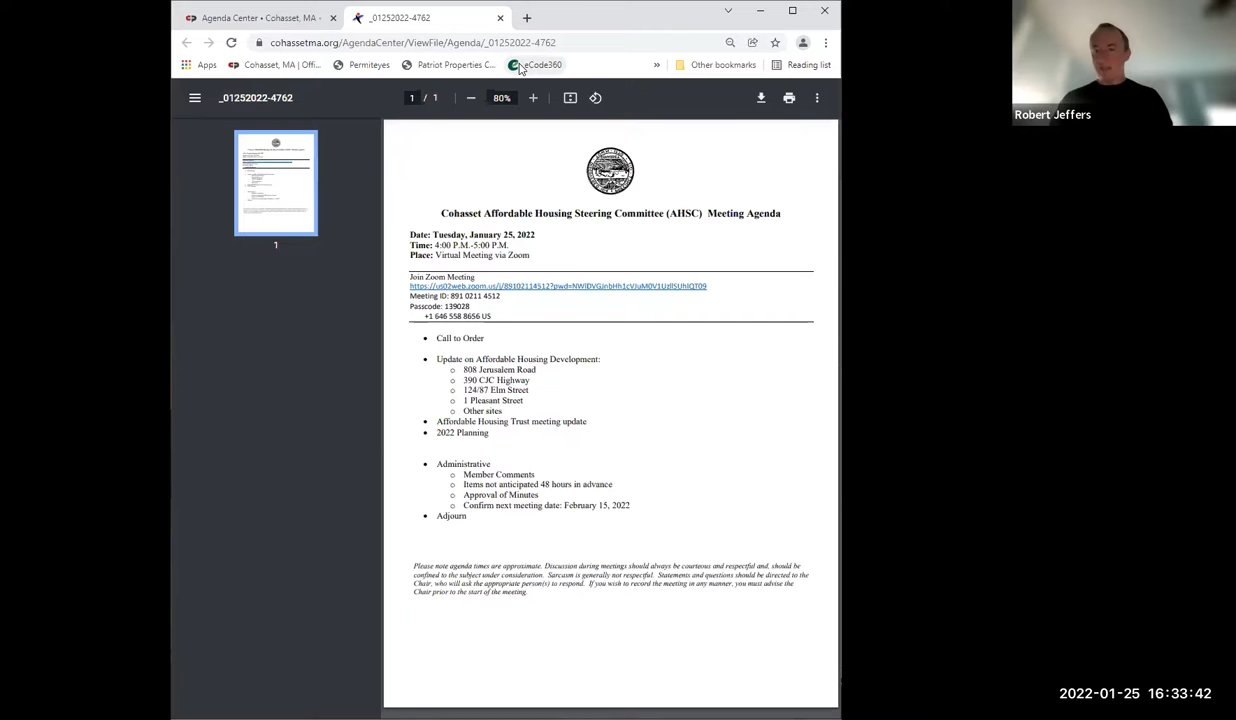 Agenda Center • Cohasset, MA
_01252022-4762
cohassetma.org/AgendaCenter/ViewFile/Agenda/_01252022-4762
Apps
Cohasset, MA | Offi...
Permiteyes
Patriot Properties C...
eCode360
»
Other bookmarks
Reading list
_01252022-4762
1 / 1
80%
1
Cohasset Affordable Housing Steering Committee (AHSC) Meeting Agenda
Date: Tuesday, January 25, 2022
Time: 4:00 P.M.-5:00 P.M.
Place: Virtual Meeting via Zoom
Join Zoom Meeting
Meeting ID: 891 0211 4512
Passcode: 139028
+1 646 558 8656 US
• Call to Order
• Update on Affordable Housing Development:
o 808 Jerusalem Road
o 390 CJC Highway
o 124/87 Elm Street
o 1 Pleasant Street
o Other sites
• Affordable Housing Trust meeting update
• 2022 Planning
• Administrative
o Member Comments
o Items not anticipated 48 hours in advance
o Approval of Minutes
o Confirm next meeting date: February 15, 2022
• Adjourn
Please note agenda times are approximate. Discussion during meetings should always be courteous and respectful and, should be
confined to the subject under consideration. Sarcasm is generally not respectful. Statements and questions should be directed to the
Chair, who will ask the appropriate person(s) to respond. If you wish to record the meeting in any manner, you must advise the
Chair prior to the start of the meeting.
Robert Jeffers
2022-01-25 16:33:42